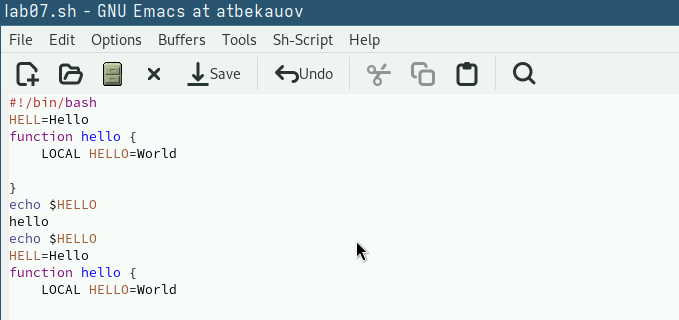 lab07.sh - GNU Emacs at atbekauov
File Edit Options Buffers Tools Sh-Script Help
Save Undo
#!/bin/bash
HELL=Hello
function hello {
    LOCAL HELLO=World
}
echo $HELLO
hello
echo $HELLO
HELL=Hello
function hello {
    LOCAL HELLO=World